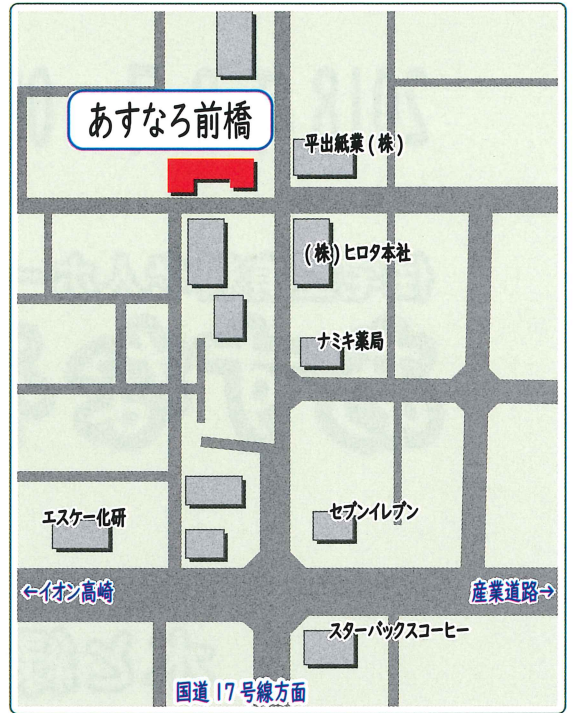 あすなろ前橋
平出紙業(株)
(株)ヒロタ本社
ナミキ薬局
エスケー化研
セブンイレブン
←イオン高崎
産業道路→
スターバックスコーヒー
国道17号線方面